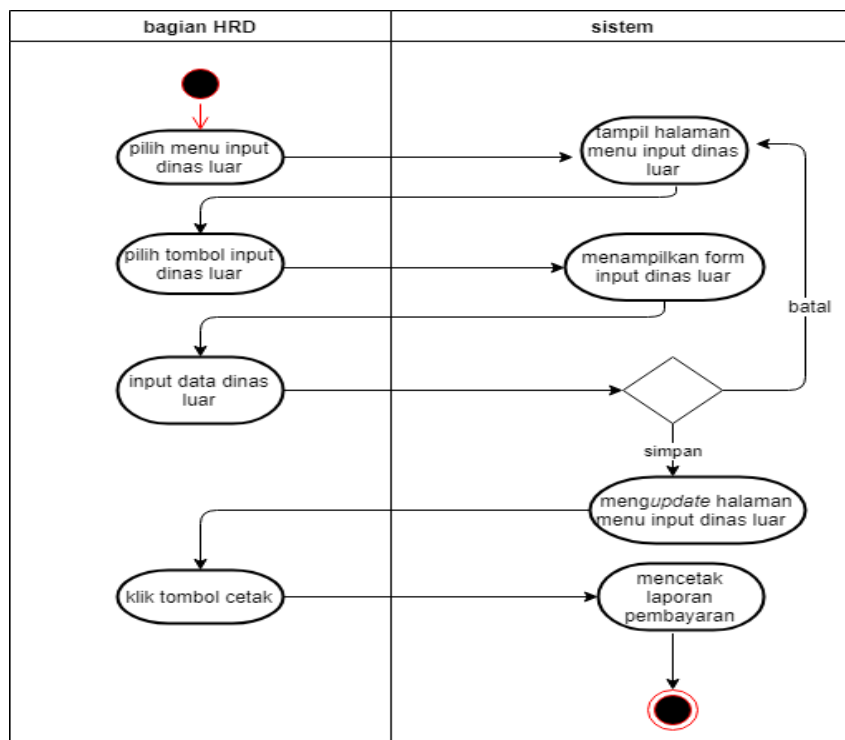 bagian HRD
sistem
pilih menu input
dinas luar
tampil halaman
menu input dinas
luar
pilih tombol input
dinas luar
menampilkan form
input dinas luar
batal
input data dinas
luar
simpan
mengupdate halaman
menu input dinas luar
klik tombol cetak
mencetak
laporan
pembayaran